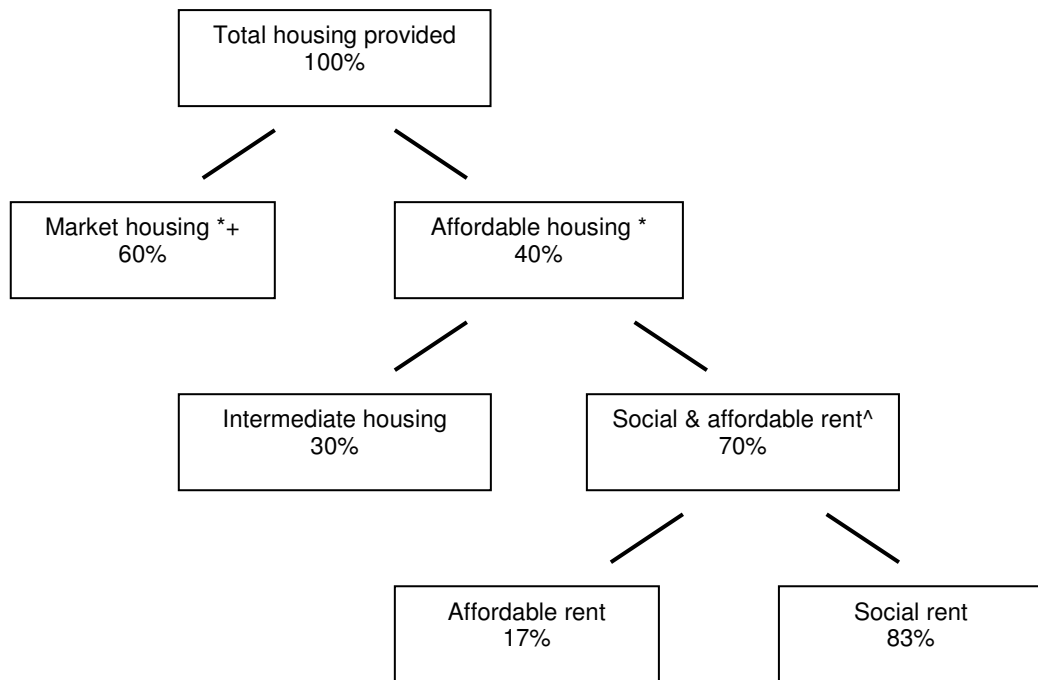 Total housing provided
100%
Market housing *+
60%
Affordable housing *
40%
Intermediate housing
30%
Social & affordable rent^
70%
Affordable rent
17%
Social rent
83%